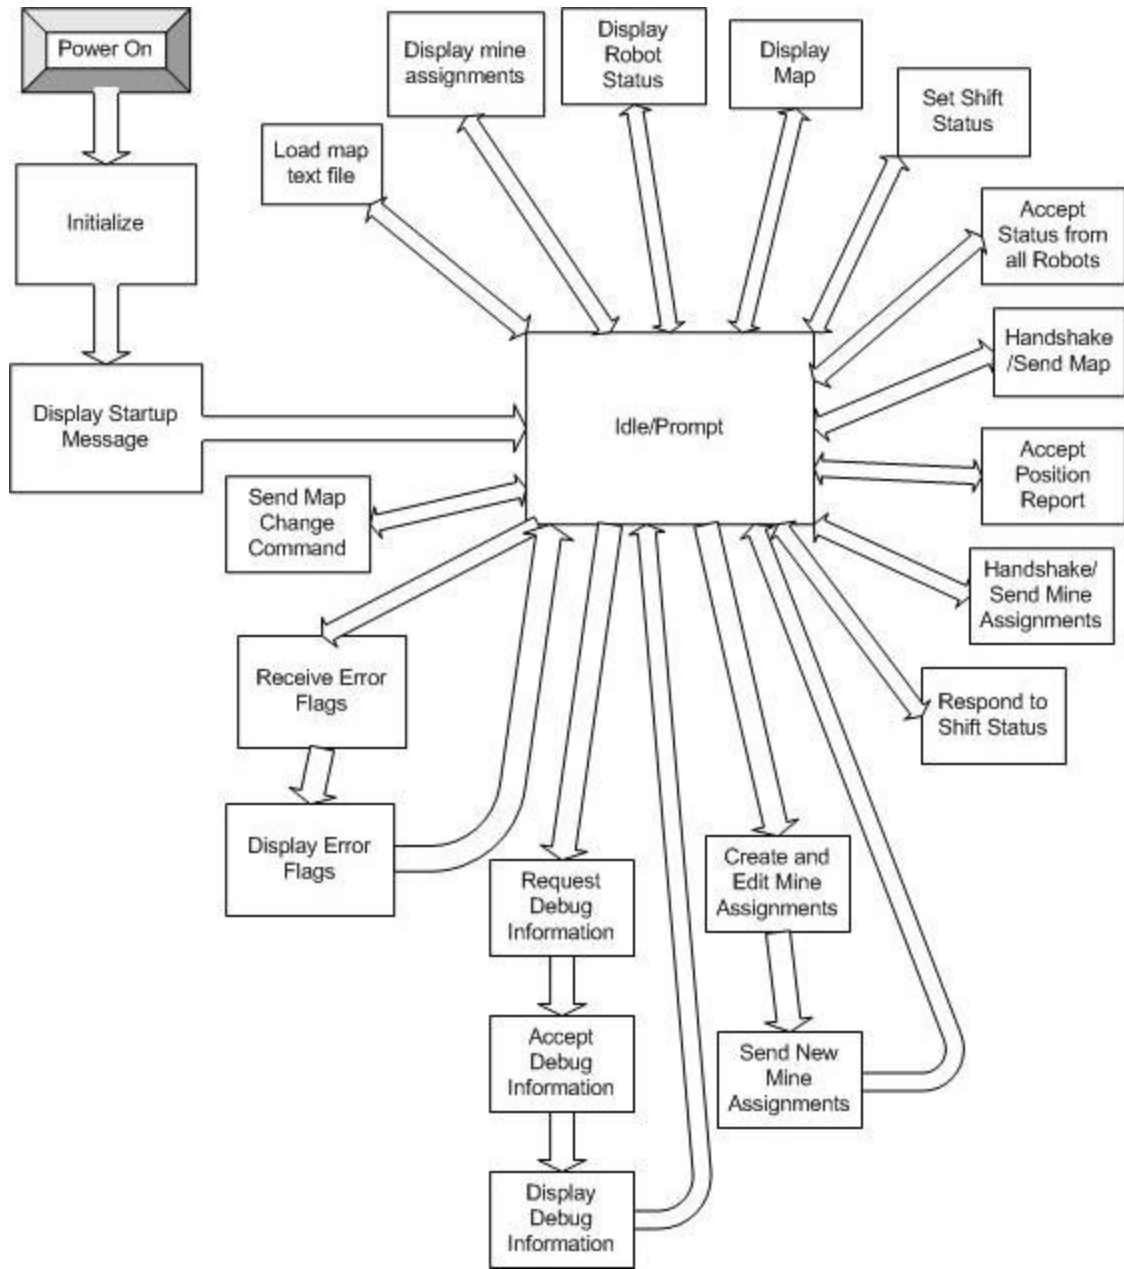 Power On
Display mine
assignments
Display
Robot
Status
Display
Map
Set Shift
Status
Load map
text file
Initialize
Accept
Status from
all Robots
Handshake
/Send Map
Display Startup
Message
Idle/Prompt
Accept
Position
Report
Send Map
Change
Command
Handshake/
Send Mine
Assignments
Receive Error
Flags
Respond to
Shift Status
Display Error
Flags
Request
Debug
Information
Create and
Edit Mine
Assignments
Accept
Debug
Information
Send New
Mine
Assignments
Display
Debug
Information